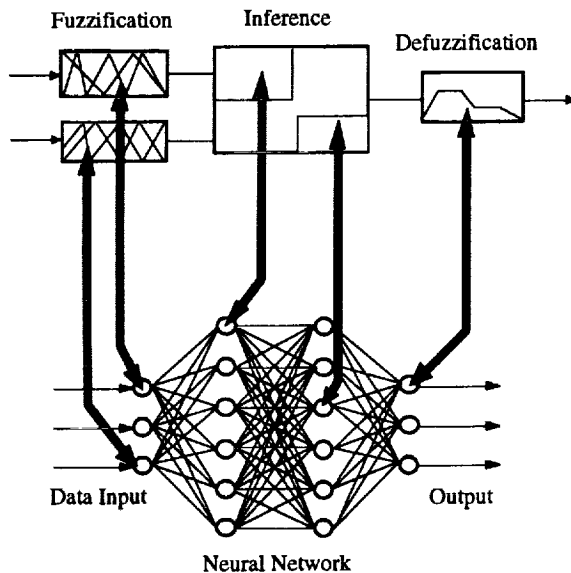 Fuzzification
Inference
Defuzzification
Data Input
Output
Neural Network